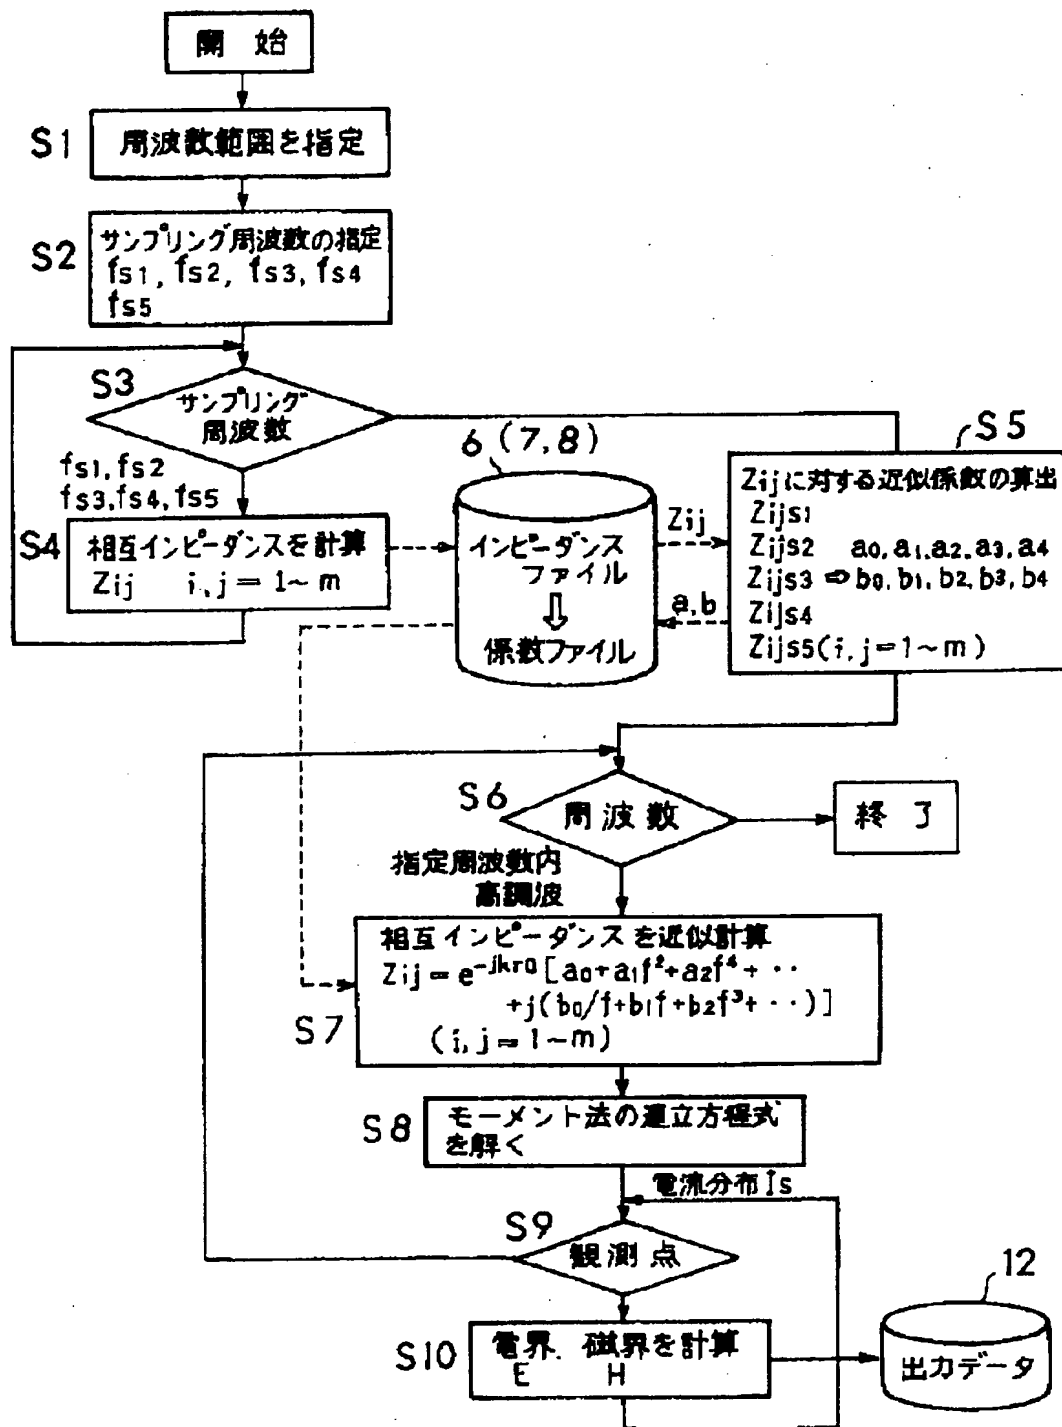 開 始
S1
周波数範囲を指定
S2
サンプリング周波数の指定
fs1, fs2, fs3, fs4
fs5
S3
サンプリング
周波数
fs1, fs2
fs3, fs4, fs5
S4
相互インピーダンスを計算
Zij i, j = 1~m
6 (7, 8)
インピーダンス
ファイル
⇩
係数ファイル
Zij
a, b
S5
Zijに対する近似係数の算出
Zijs1
Zijs2 a0, a1, a2, a3, a4
Zijs3 ⇨ b0, b1, b2, b3, b4
Zijs4
Zijs5 (i, j = 1~m)
S6
周波数
終 了
指定周波数内
高調波
S7
相互インピーダンスを近似計算
Zij = e^-jkr0 [a0+a1f²+a2f⁴+‥
+j(b0/f+b1f+b2f³+‥)]
(i, j = 1~m)
S8
モーメント法の連立方程式
を解く
電流分布Is
S9
観測点
S10
電界、磁界を計算
E H
12
出力データ